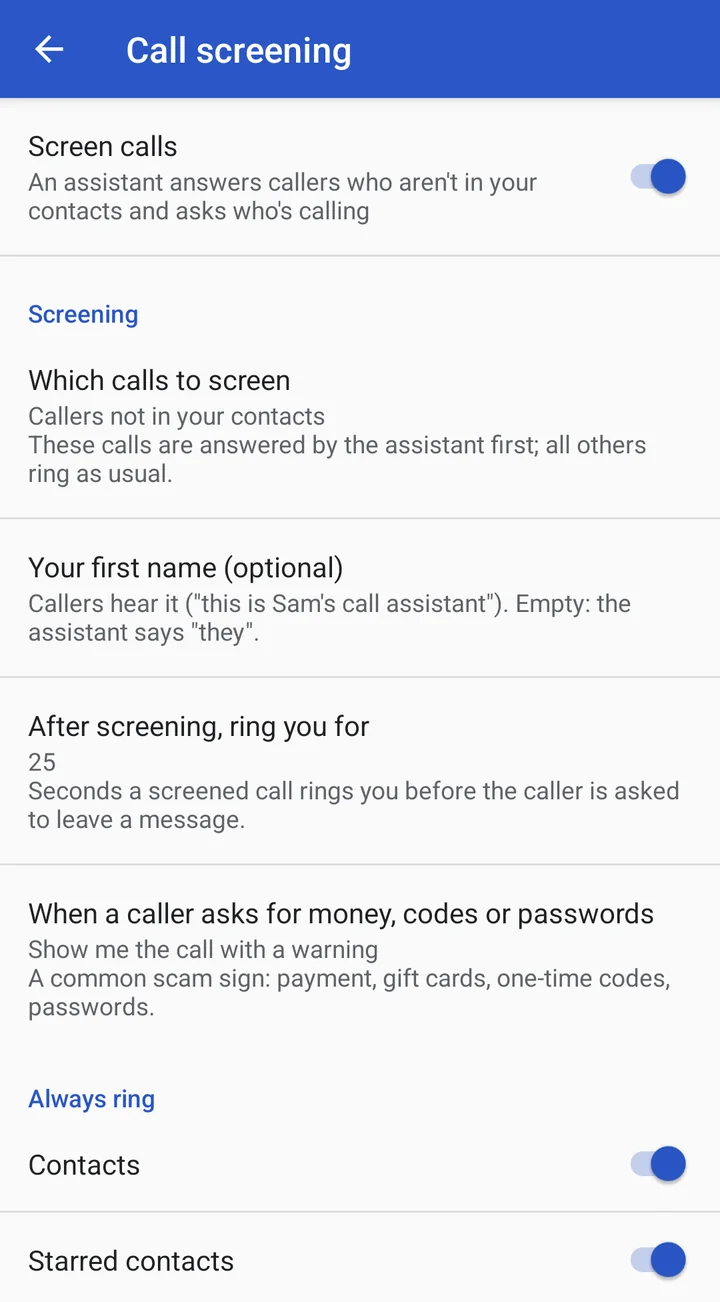 Call screening
Screen calls
An assistant answers callers who aren't in your
contacts and asks who's calling
Screening
Which calls to screen
Callers not in your contacts
These calls are answered by the assistant first; all others
ring as usual.
Your first name (optional)
Callers hear it ("this is Sam's call assistant"). Empty: the
assistant says "they".
After screening, ring you for
25
Seconds a screened call rings you before the caller is asked
to leave a message.
When a caller asks for money, codes or passwords
Show me the call with a warning
A common scam sign: payment, gift cards, one-time codes,
passwords.
Always ring
Contacts
Starred contacts